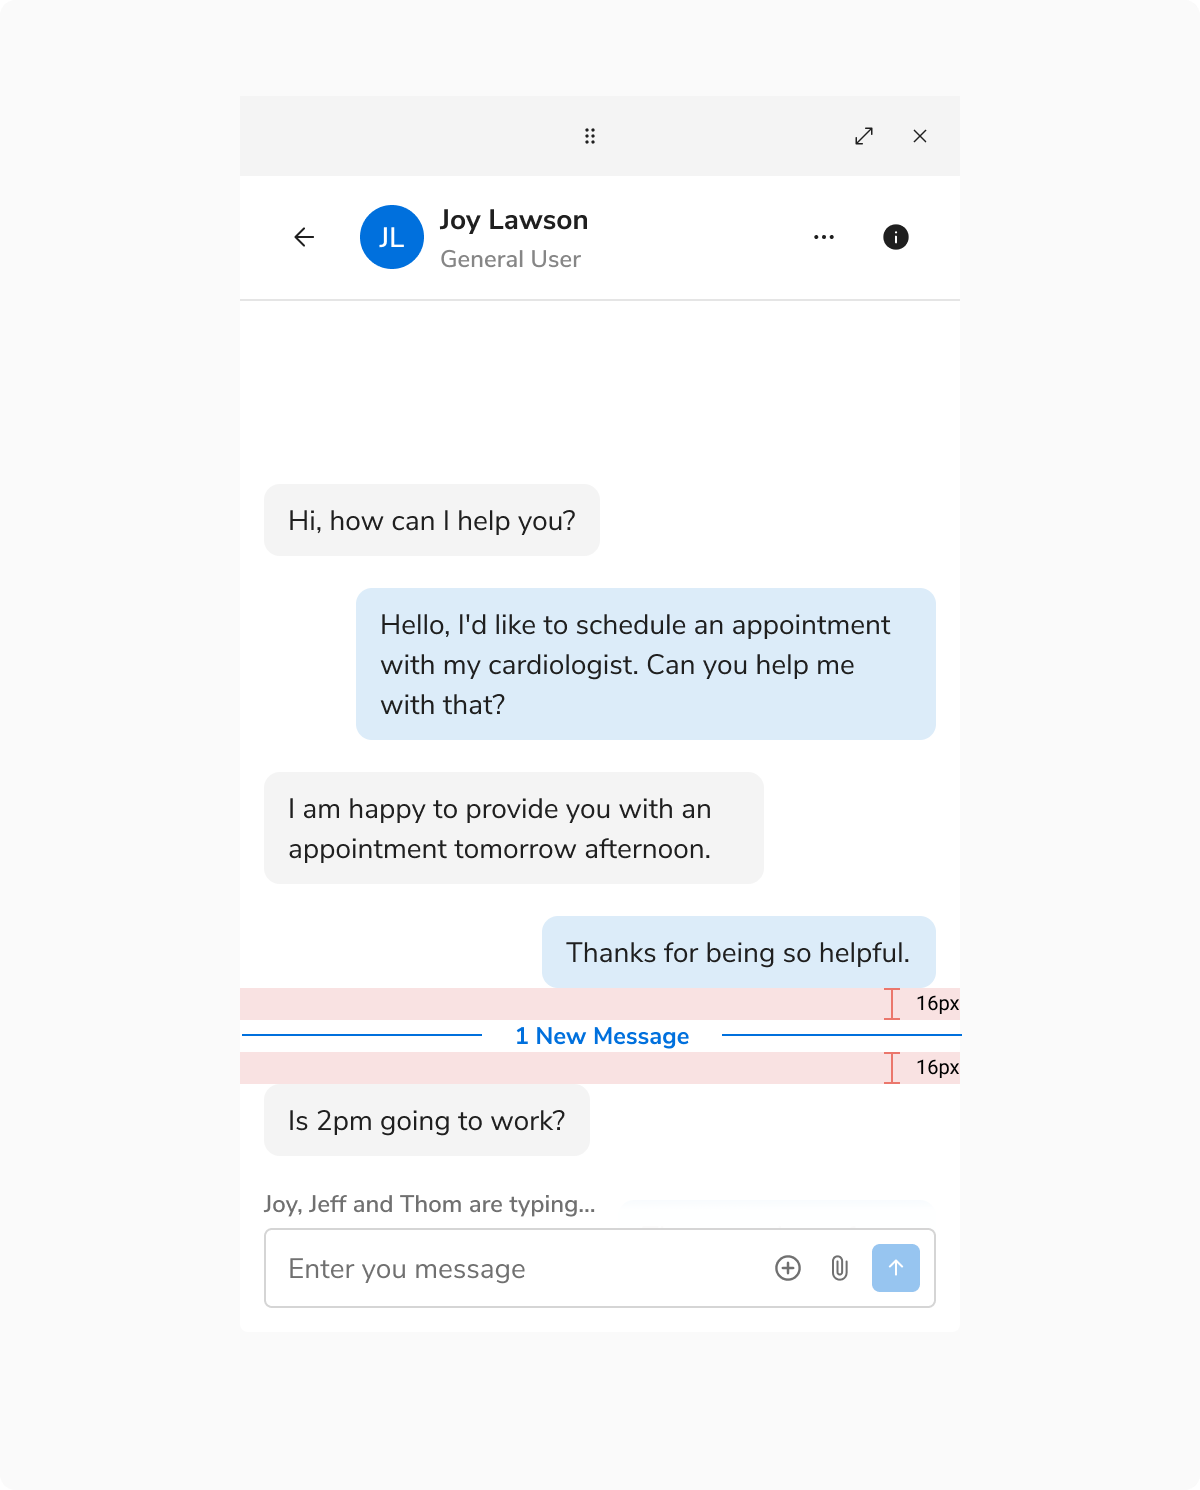 JL
Joy Lawson
General User
Hi, how can I help you?
Hello, I'd like to schedule an appointment
with my cardiologist. Can you help me
with that?
I am happy to provide you with an
appointment tomorrow afternoon.
Thanks for being so helpful.
16px
1 New Message
16px
Is 2pm going to work?
Joy, Jeff and Thom are typing...
Enter you message